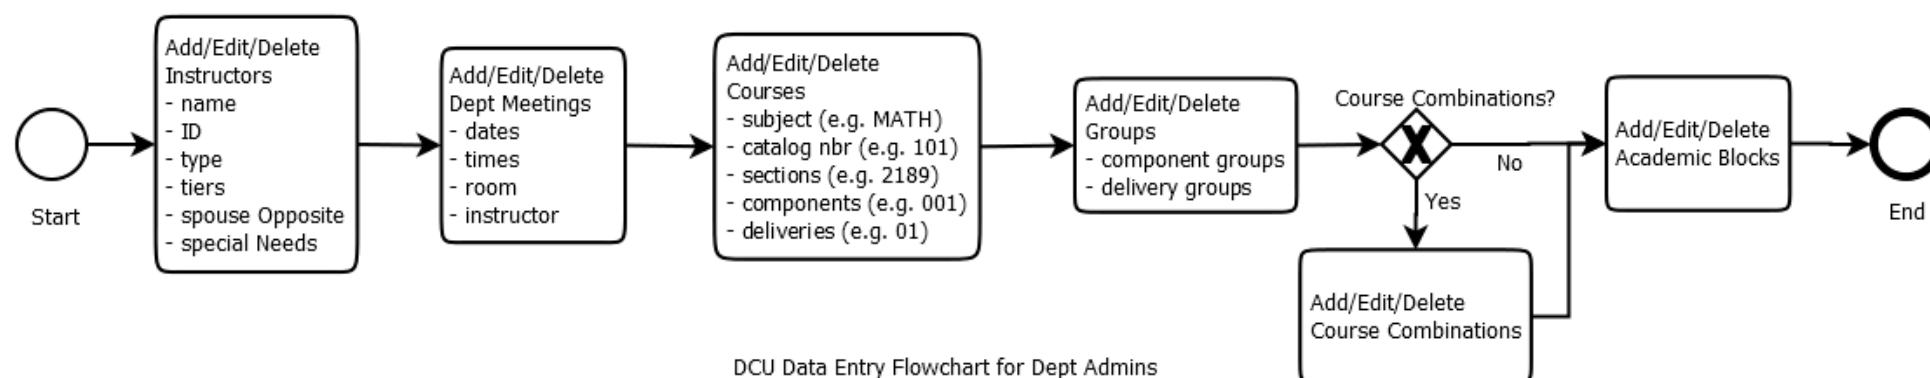 Start
Add/Edit/Delete
Instructors
- name
- ID
- type
- tiers
- spouse Opposite
- special Needs
Add/Edit/Delete
Dept Meetings
- dates
- times
- room
- instructor
Add/Edit/Delete
Courses
- subject (e.g. MATH)
- catalog nbr (e.g. 101)
- sections (e.g. 2189)
- components (e.g. 001)
- deliveries (e.g. 01)
Add/Edit/Delete
Groups
- component groups
- delivery groups
Course Combinations?
X
No
Yes
Add/Edit/Delete
Course Combinations
Add/Edit/Delete
Academic Blocks
End
DCU Data Entry Flowchart for Dept Admins